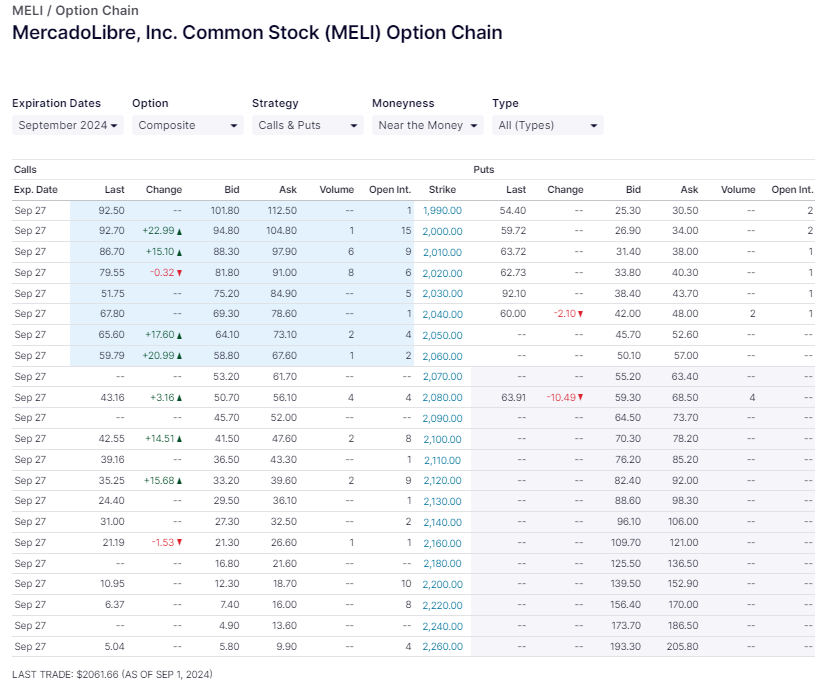 MELI / Option Chain
MercadoLibre, Inc. Common Stock (MELI) Option Chain
Expiration Dates Option Strategy Moneyness Type
September 2024 Composite Calls & Puts Near the Money All (Types)
Calls Puts
Exp. Date Last Change Bid Ask Volume Open Int. Strike Last Change Bid Ask Volume Open Int.
Sep 27 92.50 -- 101.80 112.50 -- 1 1,990.00 54.40 -- 25.30 30.50 -- 2
Sep 27 92.70 +22.99▲ 94.80 104.80 1 15 2,000.00 59.72 -- 26.90 34.00 -- 2
Sep 27 86.70 +15.10▲ 88.30 97.90 6 9 2,010.00 63.72 -- 31.40 38.00 -- 1
Sep 27 79.55 -0.32▼ 81.80 91.00 8 6 2,020.00 62.73 -- 33.80 40.30 -- 1
Sep 27 51.75 -- 75.20 84.90 -- 5 2,030.00 92.10 -- 38.40 43.70 -- 1
Sep 27 67.80 -- 69.30 78.60 -- 1 2,040.00 60.00 -2.10▼ 42.00 48.00 2 1
Sep 27 65.60 +17.60▲ 64.10 73.10 2 4 2,050.00 -- -- 45.70 52.60 -- --
Sep 27 59.79 +20.99▲ 58.80 67.60 1 2 2,060.00 -- -- 50.10 57.00 -- --
Sep 27 -- -- 53.20 61.70 -- -- 2,070.00 -- -- 55.20 63.40 -- --
Sep 27 43.16 +3.16▲ 50.70 56.10 4 4 2,080.00 63.91 -10.49▼ 59.30 68.50 4 --
Sep 27 -- -- 45.70 52.00 -- -- 2,090.00 -- -- 64.50 73.70 -- --
Sep 27 42.55 +14.51▲ 41.50 47.60 2 8 2,100.00 -- -- 70.30 78.20 -- --
Sep 27 39.16 -- 36.50 43.30 -- 1 2,110.00 -- -- 76.20 85.20 -- --
Sep 27 35.25 +15.68▲ 33.20 39.60 2 9 2,120.00 -- -- 82.40 92.00 -- --
Sep 27 24.40 -- 29.50 36.10 -- 1 2,130.00 -- -- 88.60 98.30 -- --
Sep 27 31.00 -- 27.30 32.50 -- 2 2,140.00 -- -- 96.10 106.00 -- --
Sep 27 21.19 -1.53▼ 21.30 26.60 1 1 2,160.00 -- -- 109.70 121.00 -- --
Sep 27 -- -- 16.80 21.60 -- -- 2,180.00 -- -- 125.50 136.50 -- --
Sep 27 10.95 -- 12.30 18.70 -- 10 2,200.00 -- -- 139.50 152.90 -- --
Sep 27 6.37 -- 7.40 16.00 -- 8 2,220.00 -- -- 156.40 170.00 -- --
Sep 27 -- -- 4.90 13.60 -- -- 2,240.00 -- -- 173.70 186.50 -- --
Sep 27 5.04 -- 5.80 9.90 -- 4 2,260.00 -- -- 193.30 205.80 -- --
LAST TRADE: $2061.66 (AS OF SEP 1, 2024)